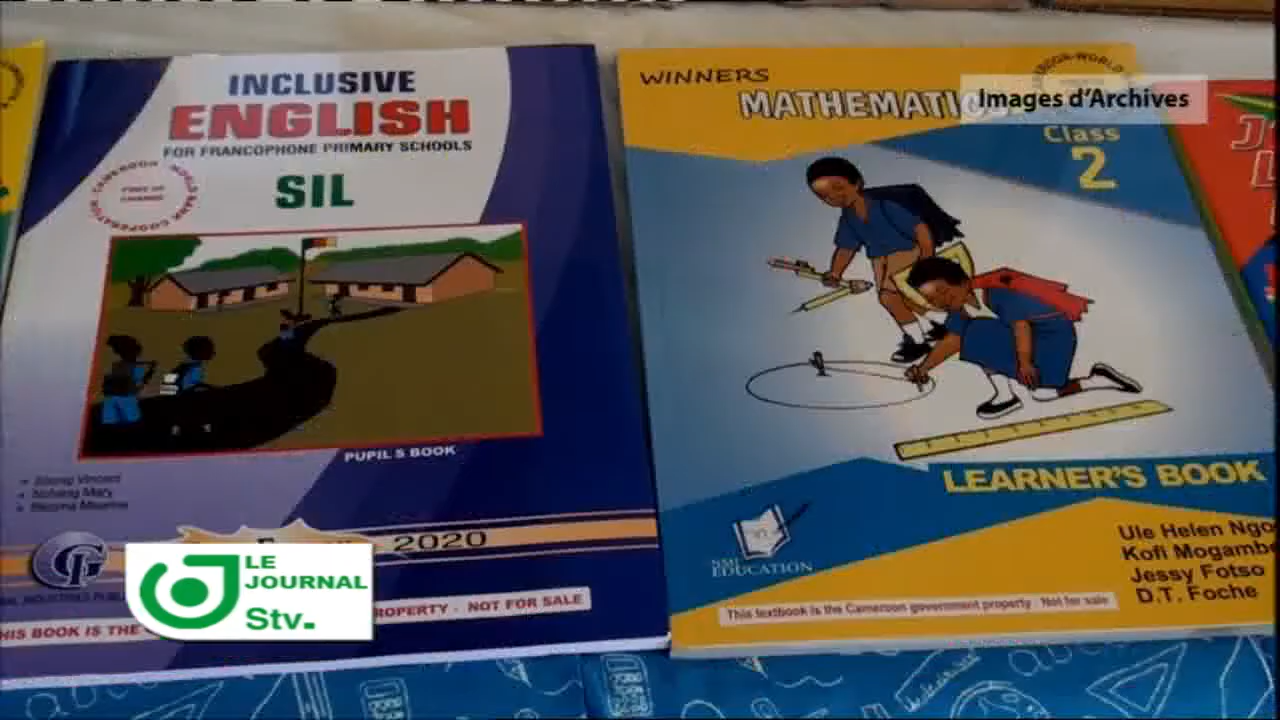 INCLUSIVE
ENGLISH
FOR FRANCOPHONE PRIMARY SCHOOLS
SIL
PUPIL'S BOOK
2020
THIS BOOK IS THE
PROPERTY - NOT FOR SALE
WINNERS
MATHEMATI
Class
2
LEARNER'S BOOK
Ule Helen Ngo
Kofi Mogambe
Jessy Fotso
D.T. Foche
NMI
EDUCATION
This textbook is the Cameroon government property. Not for sale
Images d'Archives
LE
JOURNAL
Stv.